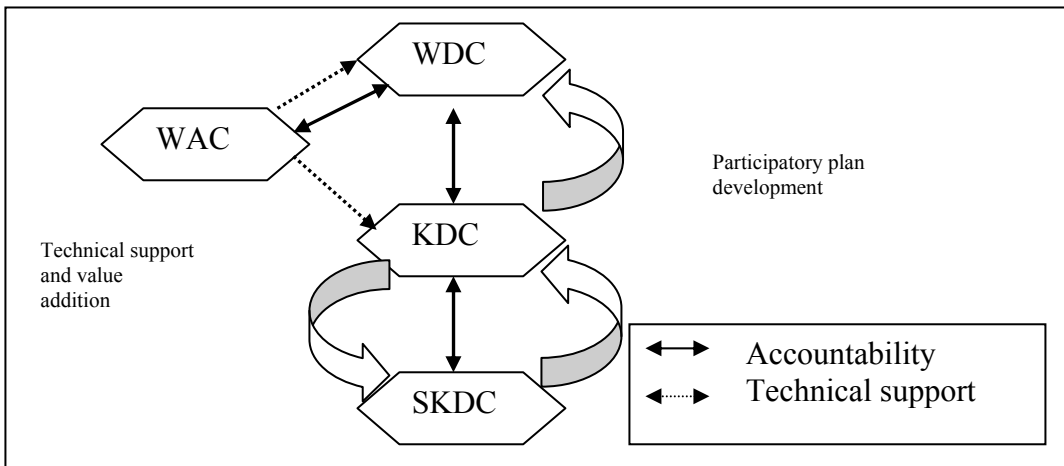 WDC
WAC
Participatory plan
development
KDC
Technical support
and value
addition
Accountability
Technical support
SKDC